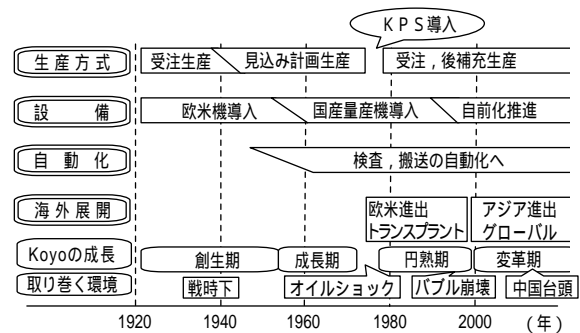 KPS導入
生産方式 受注生産 見込み計画生産 受注，後補充生産
設備 欧米機導入 国産量産機導入 自前化推進
自動化 検査，搬送の自動化へ
海外展開 欧米進出 アジア進出
トランスプラント グローバル
Koyoの成長 創生期 成長期 円熟期 変革期
取り巻く環境 戦時下 オイルショック バブル崩壊 中国台頭
1920 1940 1960 1980 2000 （年）